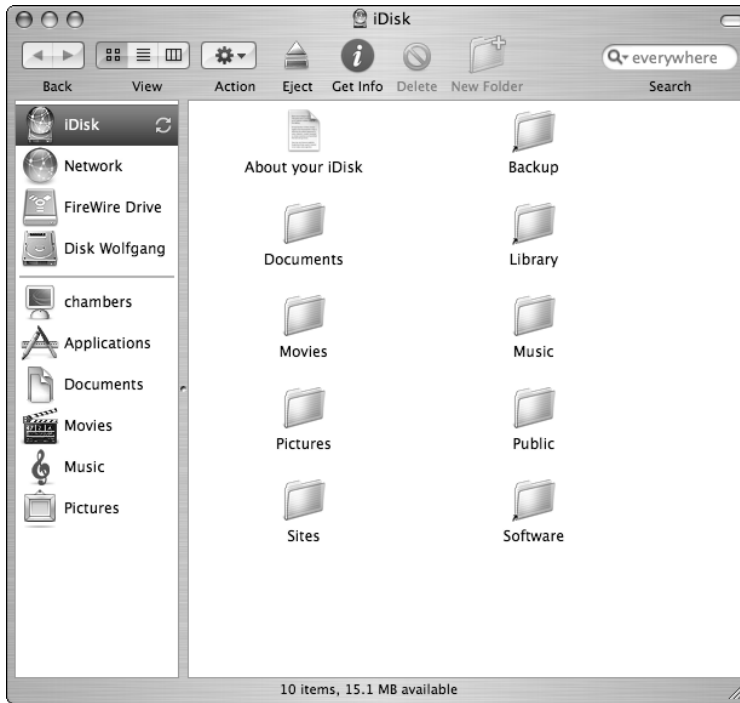 iDisk
everywhere
Back View Action Eject Get Info Delete New Folder Search
iDisk
Network
FireWire Drive
Disk Wolfgang
chambers
Applications
Documents
Movies
Music
Pictures
About your iDisk Backup
Documents Library
Movies Music
Pictures Public
Sites Software
10 items, 15.1 MB available